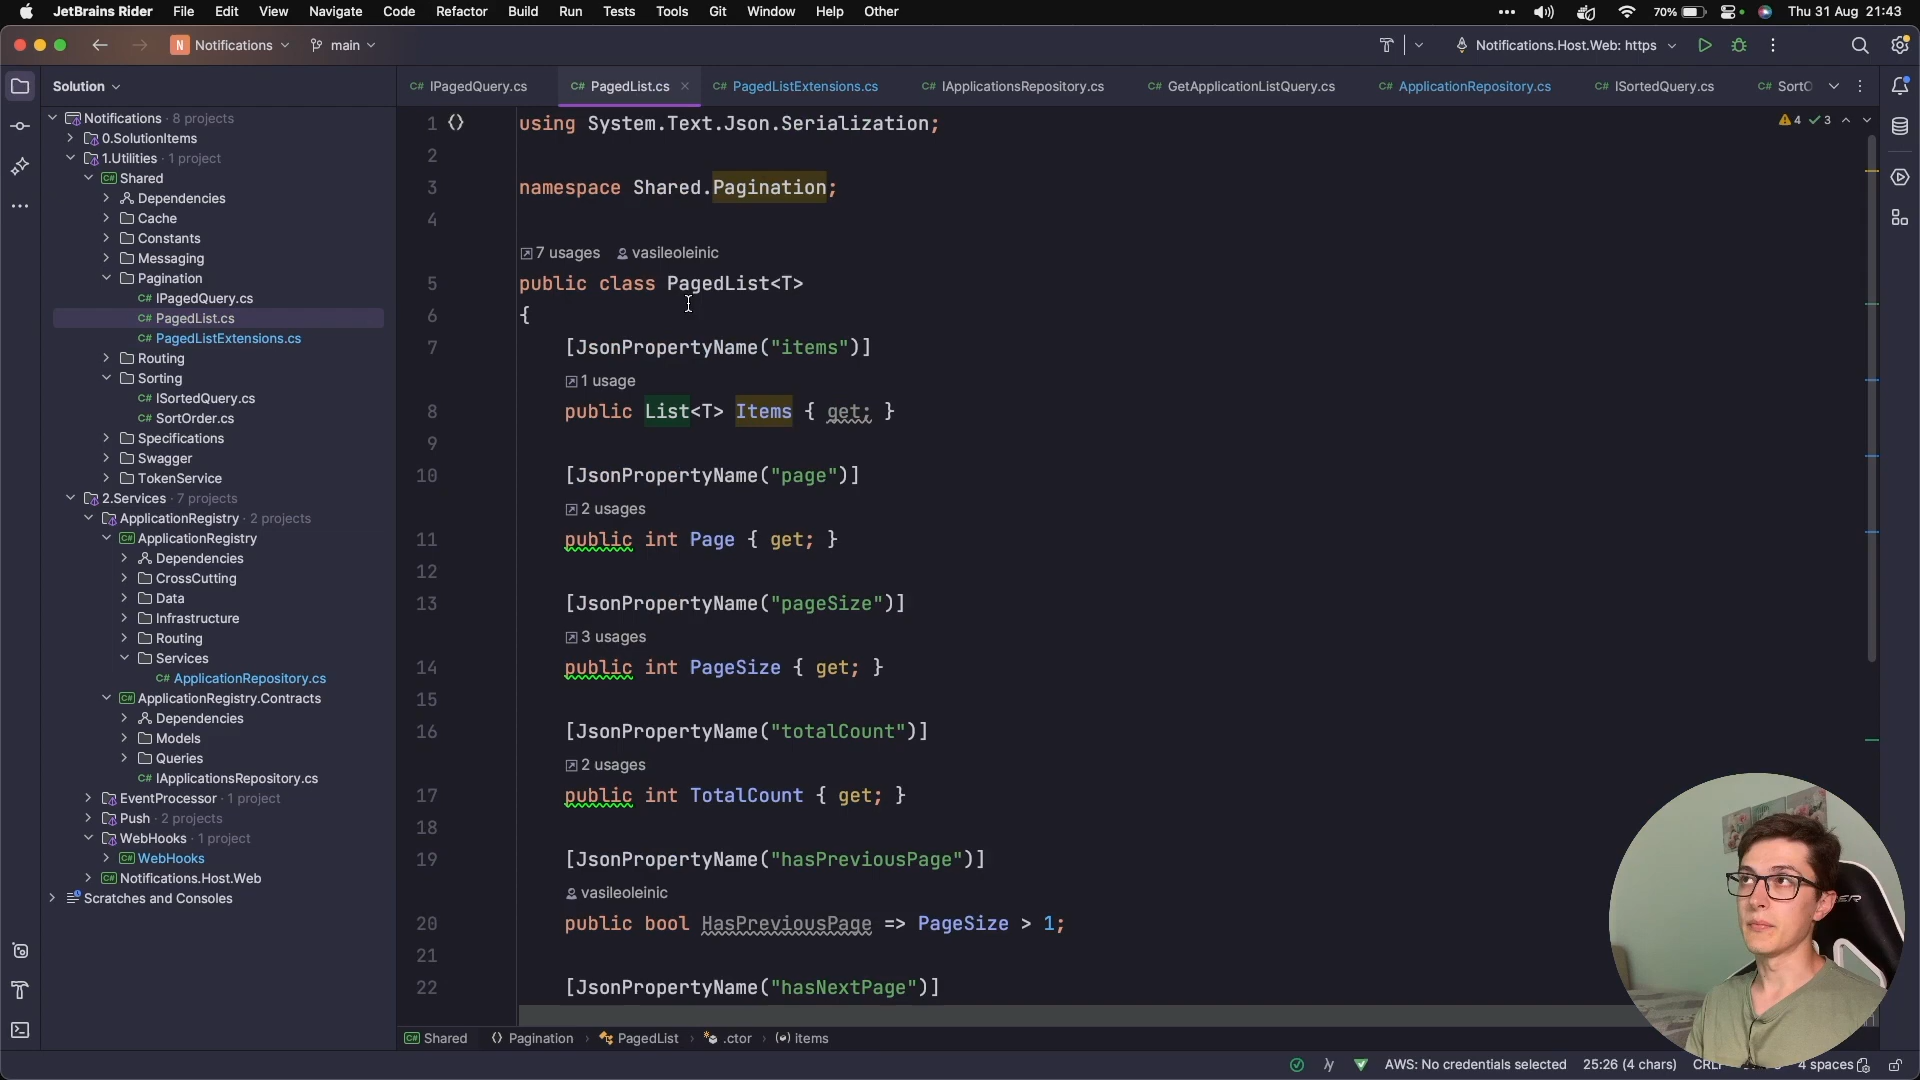 JetBrains Rider File Edit View Navigate Code Refactor Build Run Tests Tools Git Window Help Other
70% Thu 31 Aug 21:43
N Notifications main
Notifications.Host.Web: https
Solution
IPagedQuery.cs PagedList.cs PagedListExtensions.cs IApplicationsRepository.cs GetApplicationListQuery.cs ApplicationRepository.cs ISortedQuery.cs SortO
Notifications · 8 projects
0.SolutionItems
1.Utilities · 1 project
Shared
Dependencies
Cache
Constants
Messaging
Pagination
C# IPagedQuery.cs
C# PagedList.cs
C# PagedListExtensions.cs
Routing
Sorting
C# ISortedQuery.cs
C# SortOrder.cs
Specifications
Swagger
TokenService
2.Services · 7 projects
ApplicationRegistry · 2 projects
C# ApplicationRegistry
Dependencies
CrossCutting
Data
Infrastructure
Routing
Services
C# ApplicationRepository.cs
C# ApplicationRegistry.Contracts
Dependencies
Models
Queries
C# IApplicationsRepository.cs
EventProcessor · 1 project
Push · 2 projects
WebHooks · 1 project
C# WebHooks
C# Notifications.Host.Web
Scratches and Consoles
4 3
1 using System.Text.Json.Serialization;
2
3 namespace Shared.Pagination;
4
7 usages vasileoleinic
5 public class PagedList<T>
6 {
7 [JsonPropertyName("items")]
1 usage
8 public List<T> Items { get; }
9
10 [JsonPropertyName("page")]
2 usages
11 public int Page { get; }
12
13 [JsonPropertyName("pageSize")]
3 usages
14 public int PageSize { get; }
15
16 [JsonPropertyName("totalCount")]
2 usages
17 public int TotalCount { get; }
18
19 [JsonPropertyName("hasPreviousPage")]
vasileoleinic
20 public bool HasPreviousPage => PageSize > 1;
21
22 [JsonPropertyName("hasNextPage")]
C# Shared Pagination PagedList .ctor items
AWS: No credentials selected 25:26 (4 chars) 4 spaces